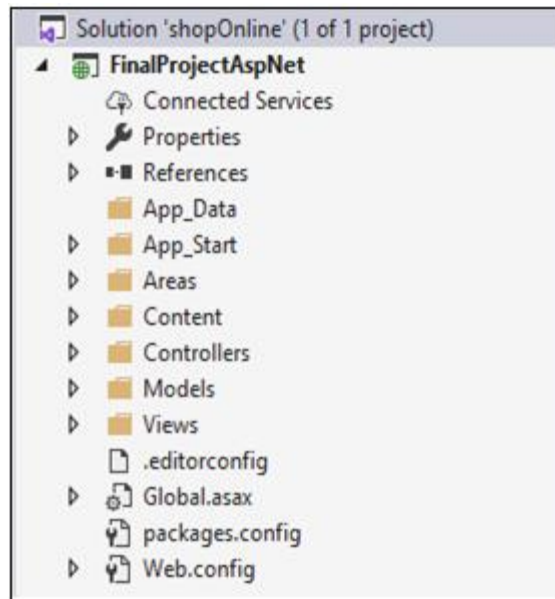 Solution 'shopOnline' (1 of 1 project)
FinalProjectAspNet
Connected Services
Properties
References
App_Data
App_Start
Areas
Content
Controllers
Models
Views
.editorconfig
Global.asax
packages.config
Web.config